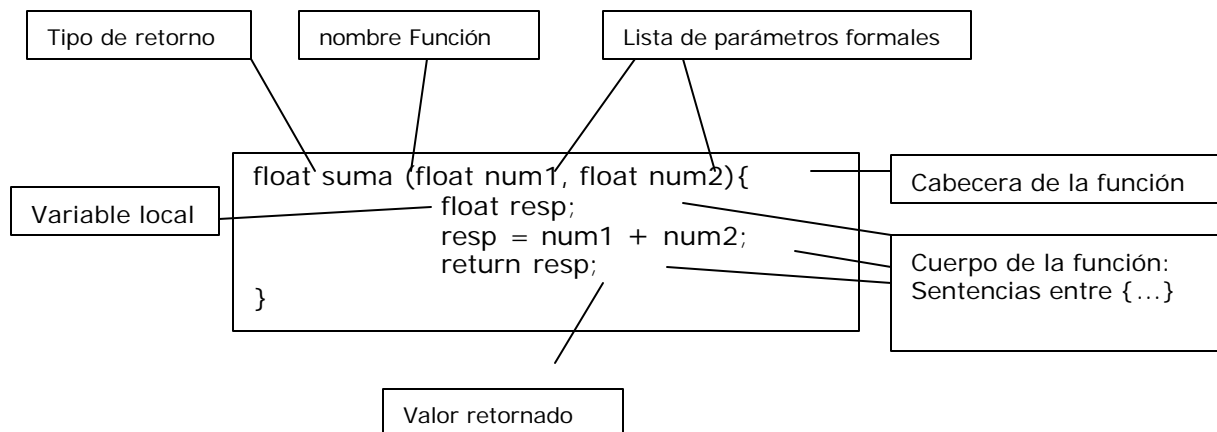 Tipo de retorno
nombre Función
Lista de parámetros formales
float suma (float num1, float num2){
Cabecera de la función
Variable local
float resp;
resp = num1 + num2;
return resp;
Cuerpo de la función:
Sentencias entre {...}
}
Valor retornado